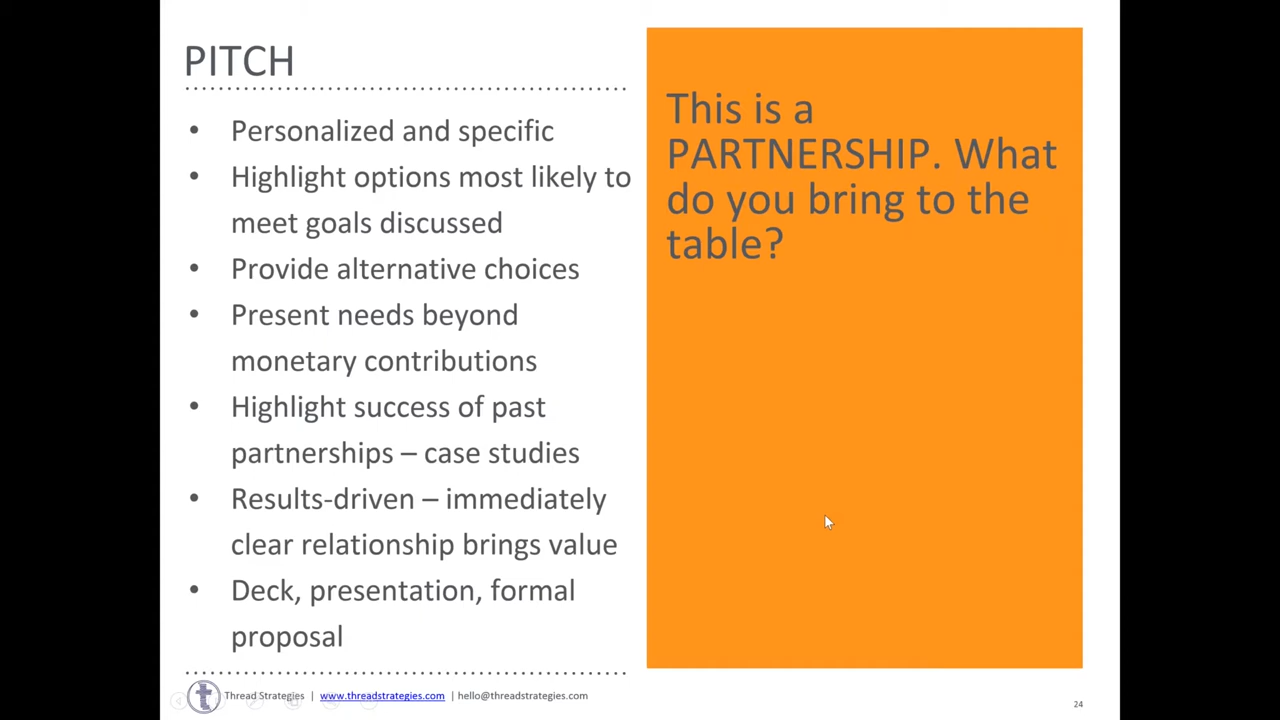 PITCH
• Personalized and specific
• Highlight options most likely to
meet goals discussed
• Provide alternative choices
• Present needs beyond
monetary contributions
• Highlight success of past
partnerships – case studies
• Results-driven – immediately
clear relationship brings value
• Deck, presentation, formal
proposal
This is a
PARTNERSHIP. What
do you bring to the
table?
t
Thread Strategies | www.threadstrategies.com | hello@threadstrategies.com
24